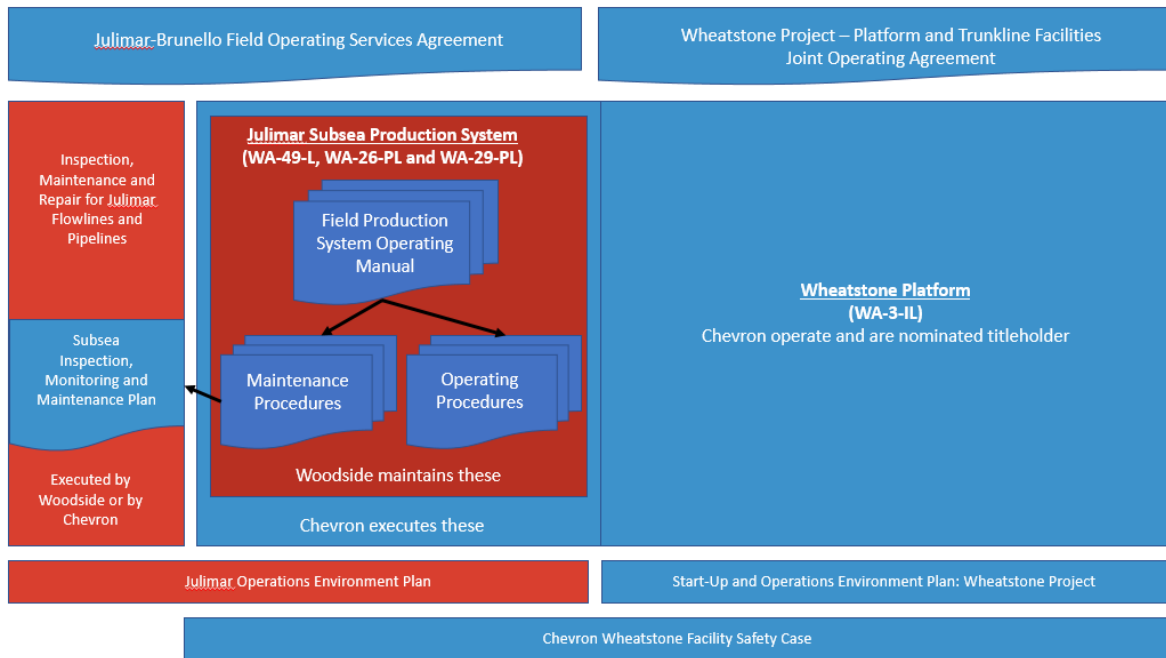 Julimar-Brunello Field Operating Services Agreement
Wheatstone Project – Platform and Trunkline Facilities
Joint Operating Agreement
Inspection,
Maintenance and
Repair for Julimar
Flowlines and
Pipelines
Subsea
Inspection,
Monitoring and
Maintenance Plan
Executed by
Woodside or by
Chevron
Julimar Subsea Production System
(WA-49-L, WA-26-PL and WA-29-PL)
Field Production
System Operating
Manual
Maintenance
Procedures
Operating
Procedures
Woodside maintains these
Chevron executes these
Wheatstone Platform
(WA-3-IL)
Chevron operate and are nominated titleholder
Julimar Operations Environment Plan
Start-Up and Operations Environment Plan: Wheatstone Project
Chevron Wheatstone Facility Safety Case